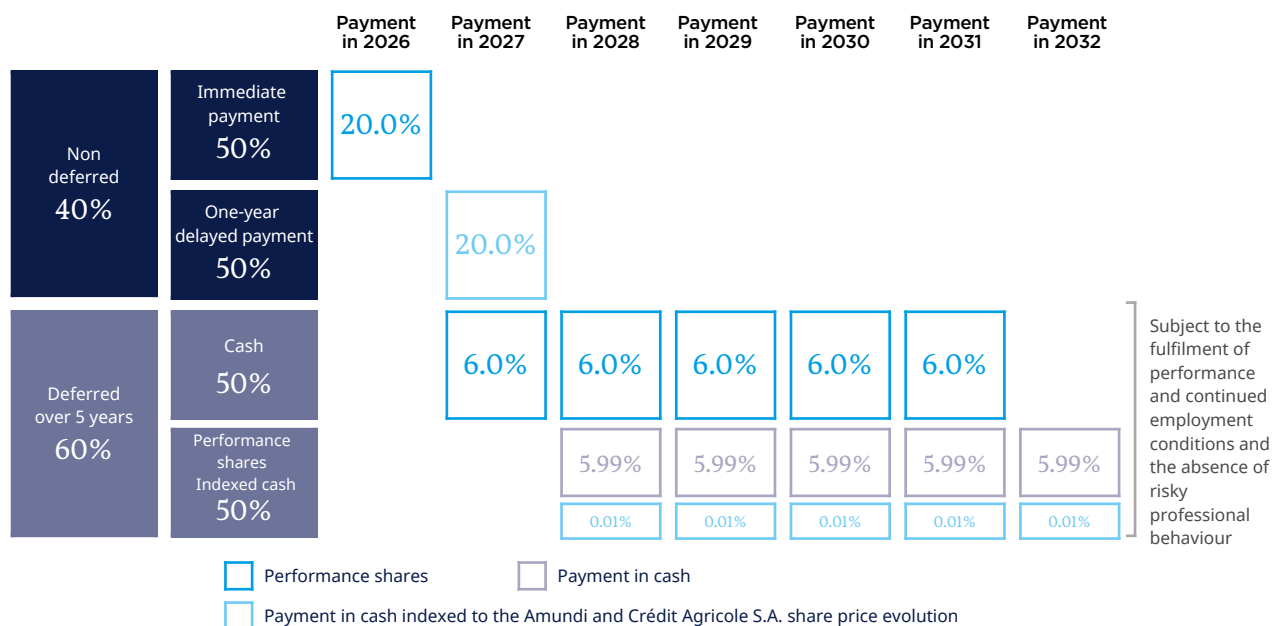 Payment in 2026
Payment in 2027
Payment in 2028
Payment in 2029
Payment in 2030
Payment in 2031
Payment in 2032
Non
deferred
40%
Immediate
payment
50%
20.0%
One-year
delayed payment
50%
20.0%
Deferred
over 5 years
60%
Cash
50%
6.0% 6.0% 6.0% 6.0% 6.0%
Performance
shares
Indexed cash
50%
5.99% 5.99% 5.99% 5.99% 5.99%
0.01% 0.01% 0.01% 0.01% 0.01%
Subject to the
fulfilment of
performance
and continued
employment
conditions and
the absence of
risky
professional
behaviour
Performance shares
Payment in cash
Payment in cash indexed to the Amundi and Crédit Agricole S.A. share price evolution